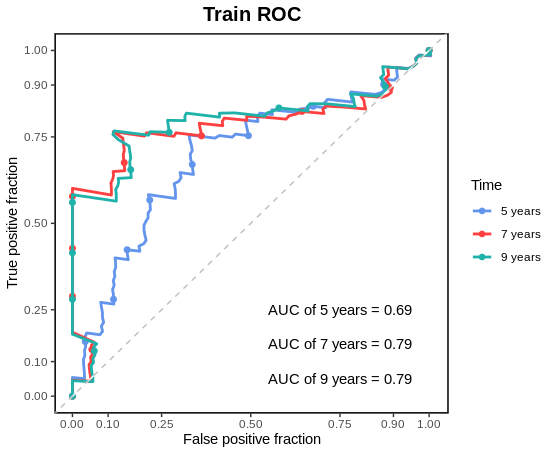 Train ROC
True positive fraction
1.00
0.90
0.75
0.50
0.25
0.10
0.00
AUC of 5 years = 0.69
AUC of 7 years = 0.79
AUC of 9 years = 0.79
0.00 0.10 0.25 0.50 0.75 0.90 1.00
False positive fraction
Time
5 years
7 years
9 years